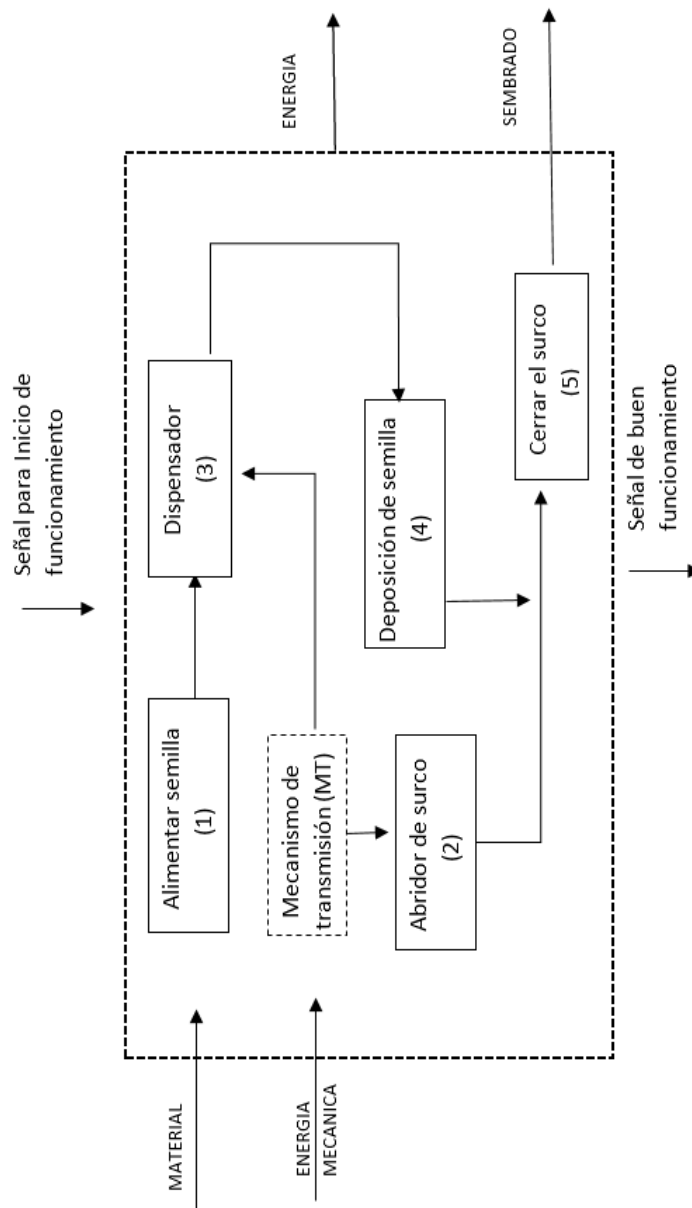 Señal para Inicio de
funcionamiento
MATERIAL
ENERGIA
MECANICA
Alimentar semilla
(1)
Dispensador
(3)
Mecanismo de
transmisión (MT)
Abridor de surco
(2)
Deposición de semilla
(4)
Cerrar el surco
(5)
ENERGIA
SEMBRADO
Señal de buen
funcionamiento